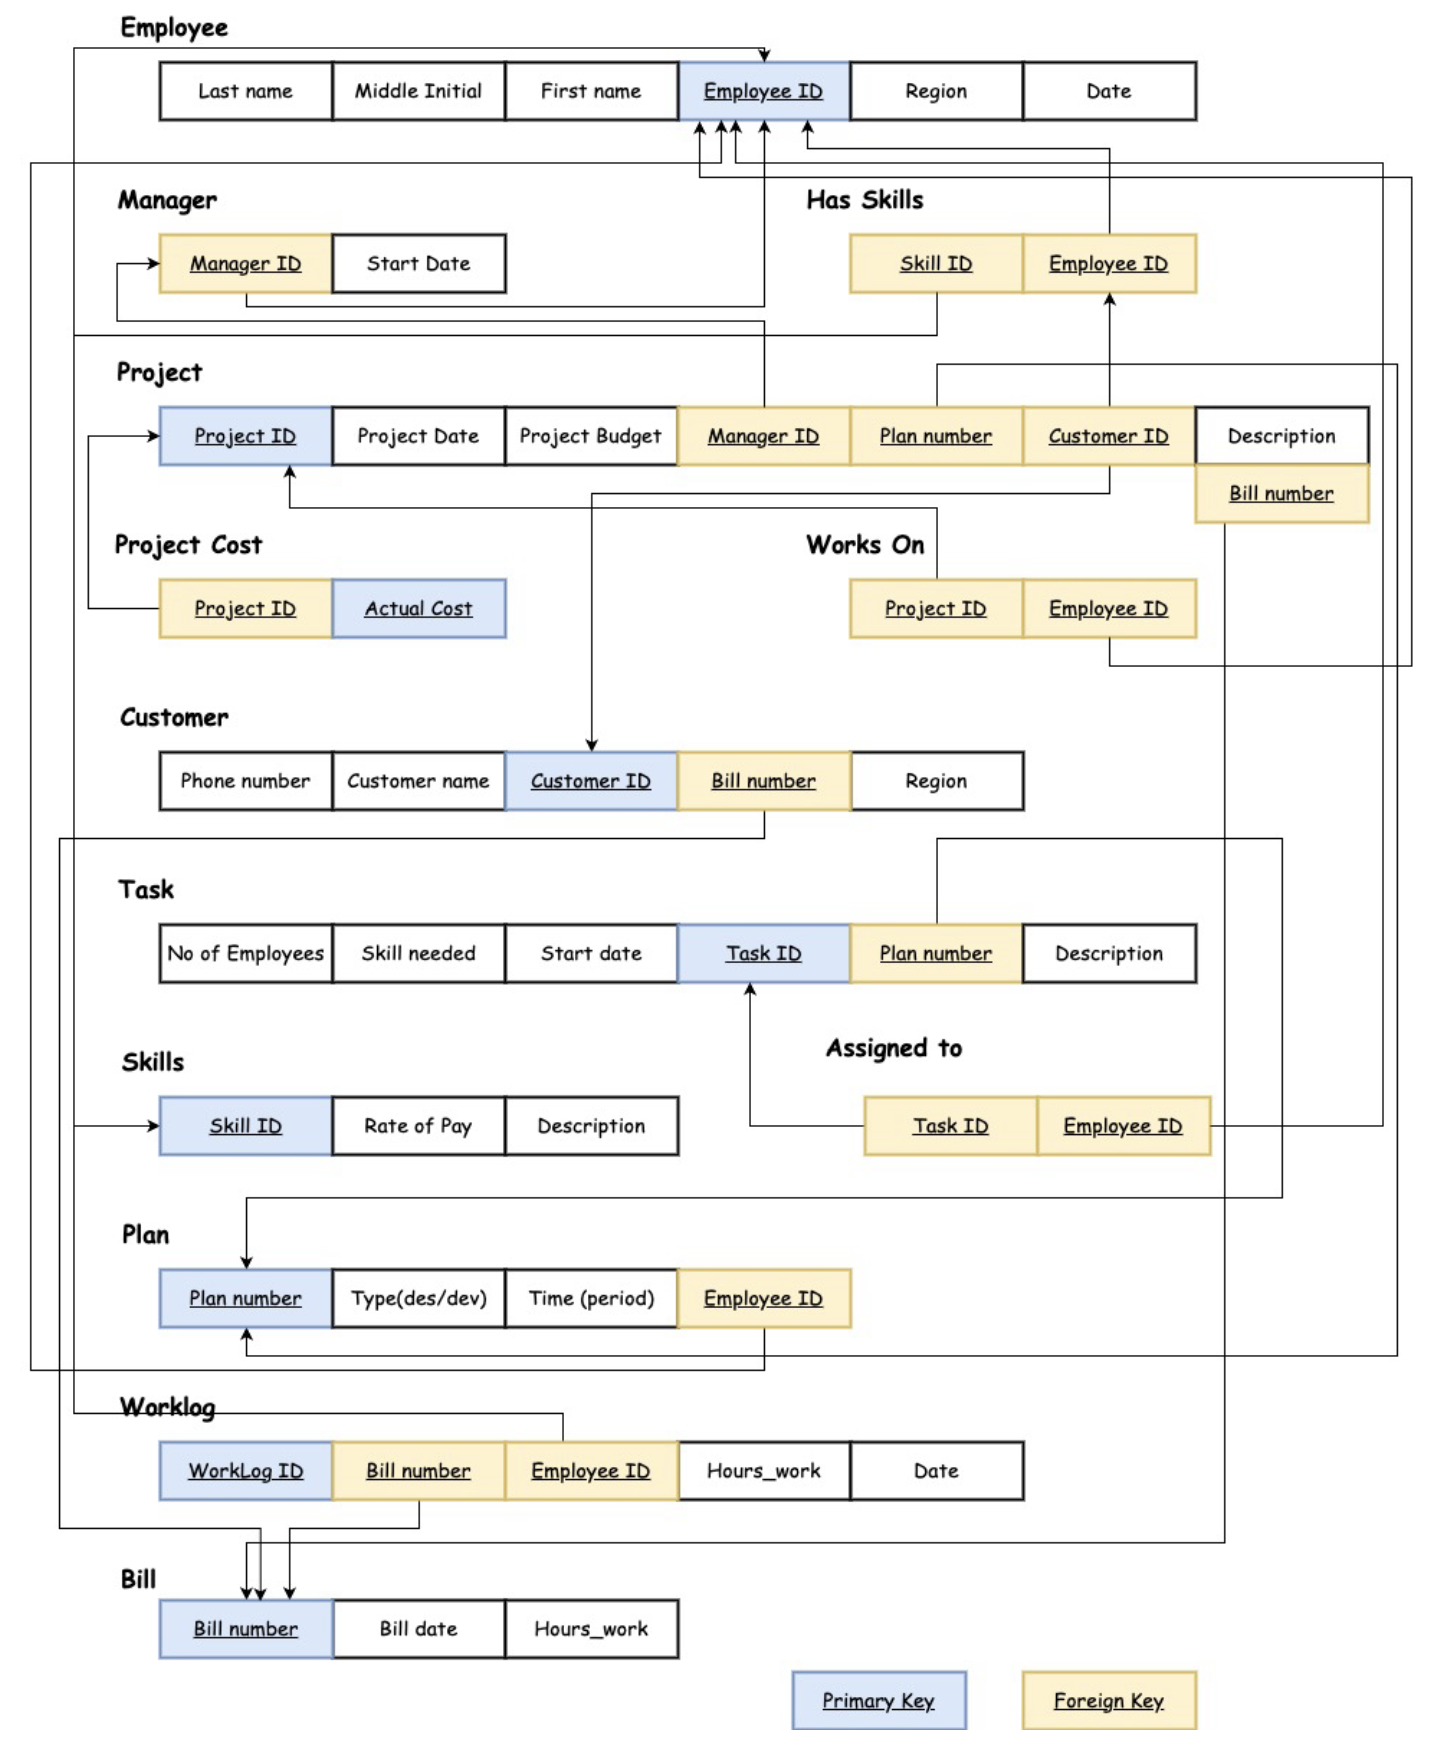 Employee
Last name Middle Initial First name Employee ID Region Date
Manager Has Skills
Manager ID Start Date Skill ID Employee ID
Project
Project ID Project Date Project Budget Manager ID Plan number Customer ID Description
Bill number
Project Cost Works On
Project ID Actual Cost Project ID Employee ID
Customer
Phone number Customer name Customer ID Bill number Region
Task
No of Employees Skill needed Start date Task ID Plan number Description
Skills Assigned to
Skill ID Rate of Pay Description Task ID Employee ID
Plan
Plan number Type(des/dev) Time (period) Employee ID
Worklog
WorkLog ID Bill number Employee ID Hours_work Date
Bill
Bill number Bill date Hours_work
Primary Key Foreign Key